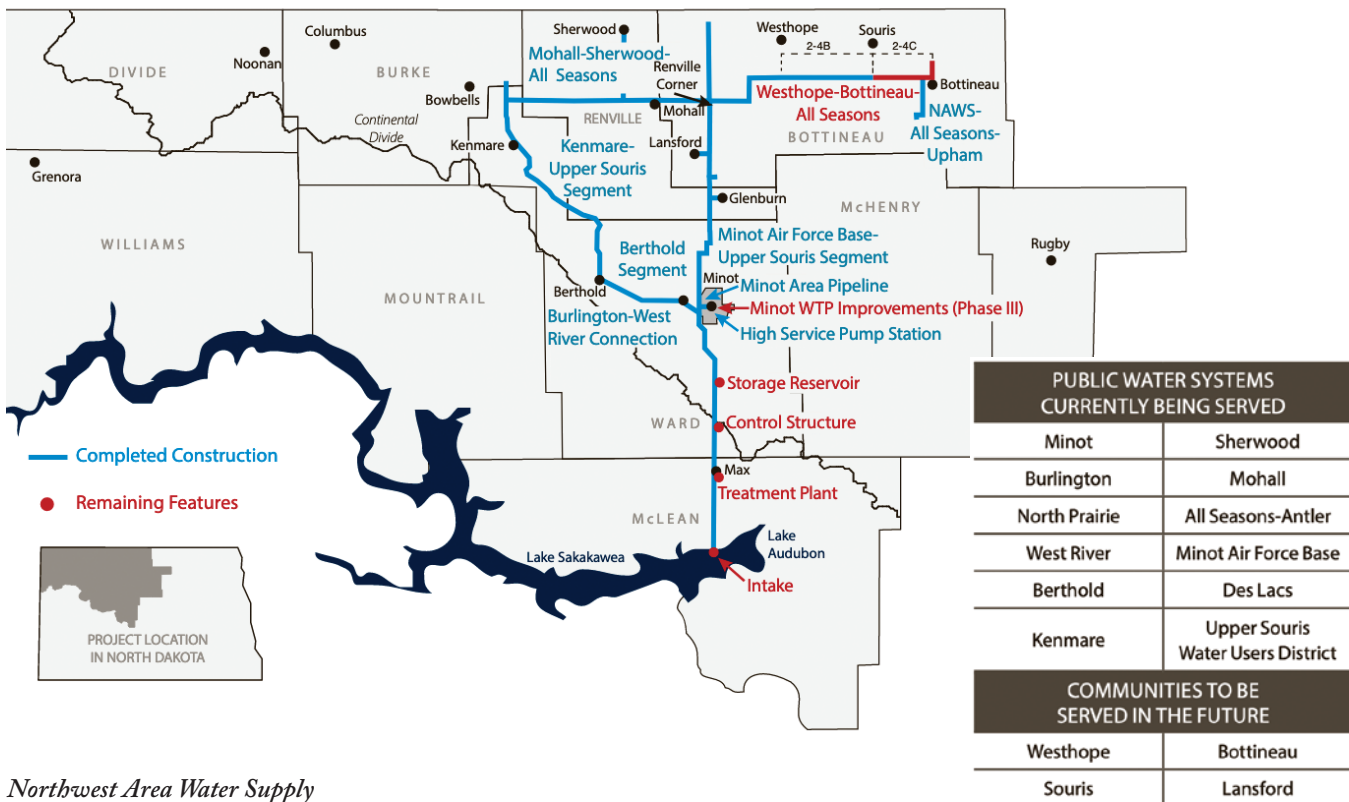 Columbus
Noonan
DIVIDE
BURKE
Bowbells
Continental
Divide
Grenora
WILLIAMS
MOUNTRAIL
Sherwood
Mohall-Sherwood-
All Seasons
Renville
Corner
RENVILLE
Mohall
Kenmare
Kenmare-
Upper Souris
Segment
Lansford
Glenburn
Westhope
Souris
2-4B
2-4C
Bottineau
Westhope-Bottineau-
All Seasons
BOTTINEAU
NAWS-
All Seasons-
Upham
McHENRY
Rugby
Minot Air Force Base-
Upper Souris Segment
Berthold
Segment
Minot
Minot Area Pipeline
Berthold
Minot WTP Improvements (Phase III)
Burlington-West
River Connection
High Service Pump Station
Storage Reservoir
WARD
Control Structure
Max
Treatment Plant
McLEAN
Lake
Audubon
Lake Sakakawea
Intake
Completed Construction
Remaining Features
PROJECT LOCATION
IN NORTH DAKOTA
PUBLIC WATER SYSTEMS
CURRENTLY BEING SERVED
Minot Sherwood
Burlington Mohall
North Prairie All Seasons-Antler
West River Minot Air Force Base
Berthold Des Lacs
Kenmare Upper Souris
Water Users District
COMMUNITIES TO BE
SERVED IN THE FUTURE
Westhope Bottineau
Souris Lansford
Northwest Area Water Supply